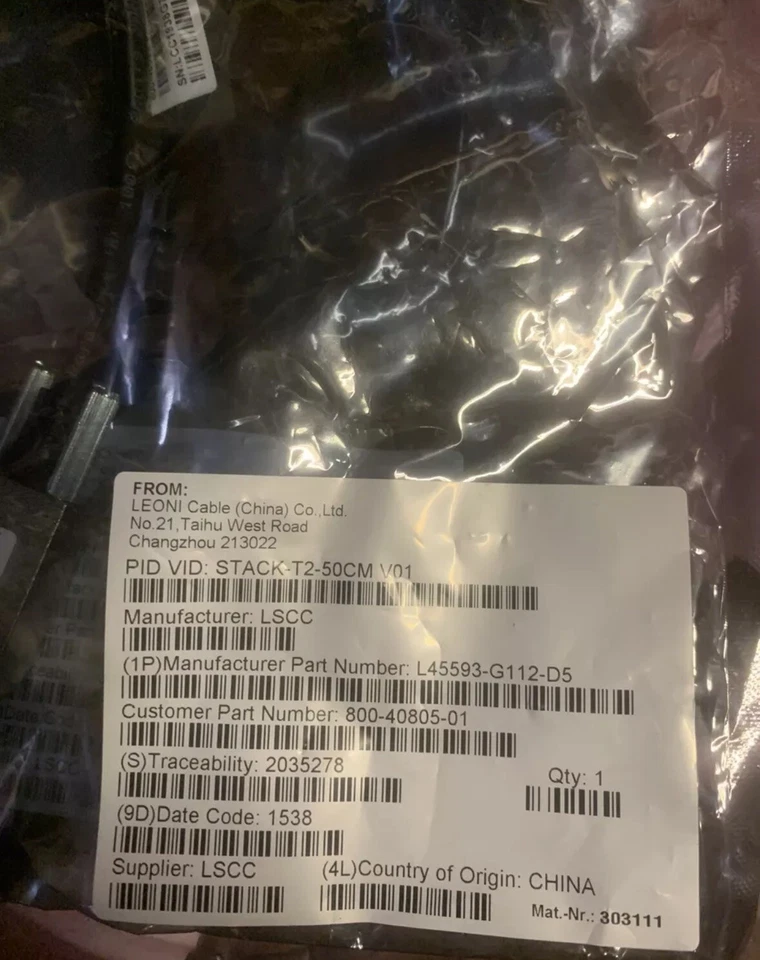 FROM:
LEONI Cable (China) Co.,Ltd.
No.21,Taihu West Road
Changzhou 213022
PID VID: STACK-T2-50CM V01
Manufacturer: LSCC
(1P)Manufacturer Part Number: L45593-G112-D5
Customer Part Number: 800-40805-01
(S)Traceability: 2035278
Qty: 1
(9D)Date Code: 1538
Supplier: LSCC
(4L)Country of Origin: CHINA
Mat.-Nr.: 303111